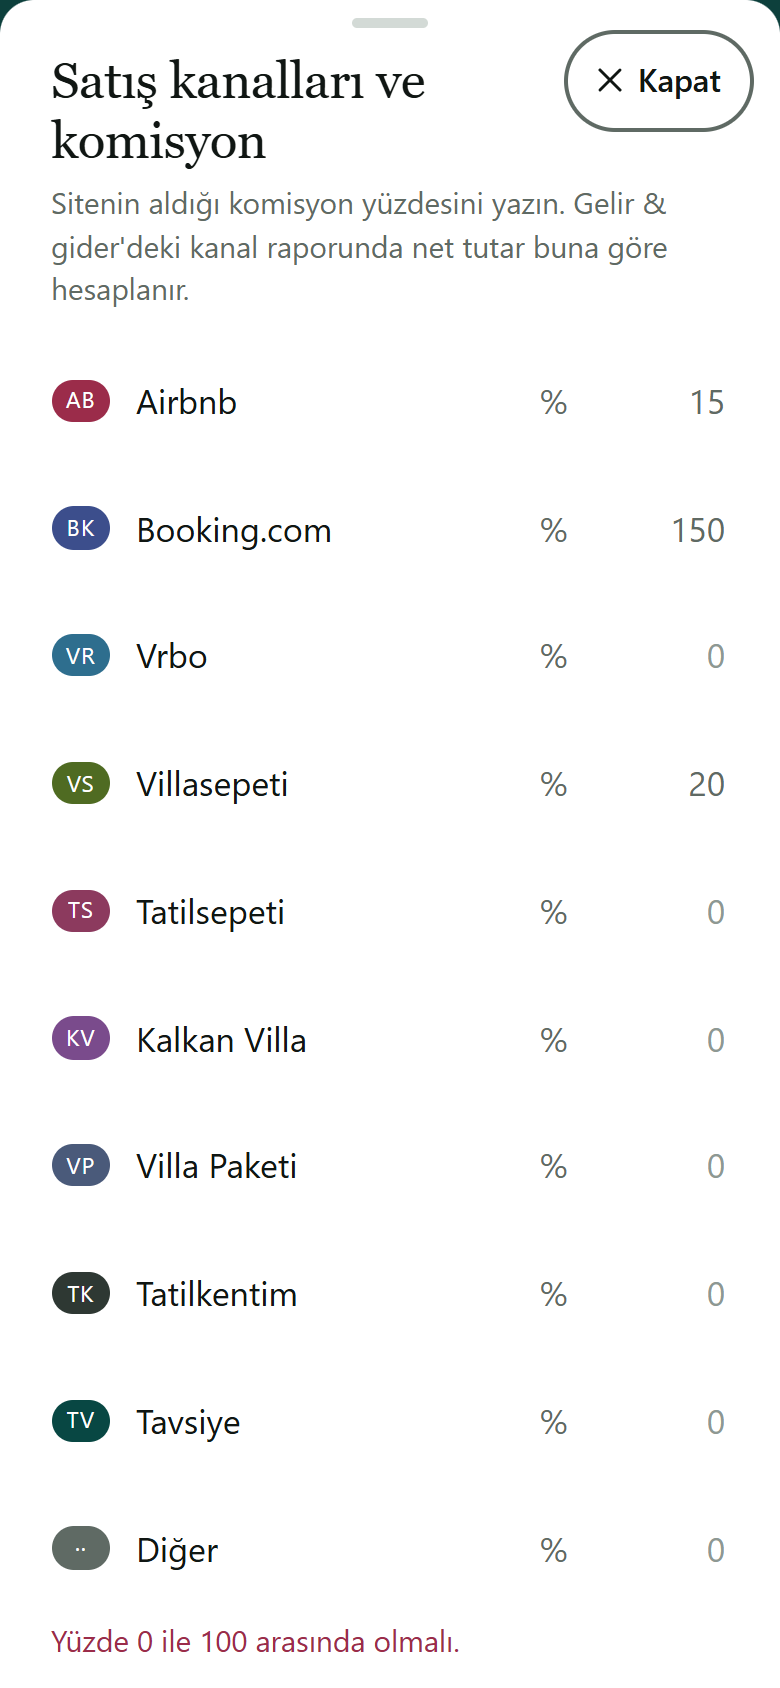 Satış kanalları ve
komisyon
Kapat
Sitenin aldığı komisyon yüzdesini yazın. Gelir &
gider'deki kanal raporunda net tutar buna göre
hesaplanır.
AB Airbnb % 15
BK Booking.com % 150
VR Vrbo % 0
VS Villasepeti % 20
TS Tatilsepeti % 0
KV Kalkan Villa % 0
VP Villa Paketi % 0
TK Tatilkentim % 0
TV Tavsiye % 0
·· Diğer % 0
Yüzde 0 ile 100 arasında olmalı.